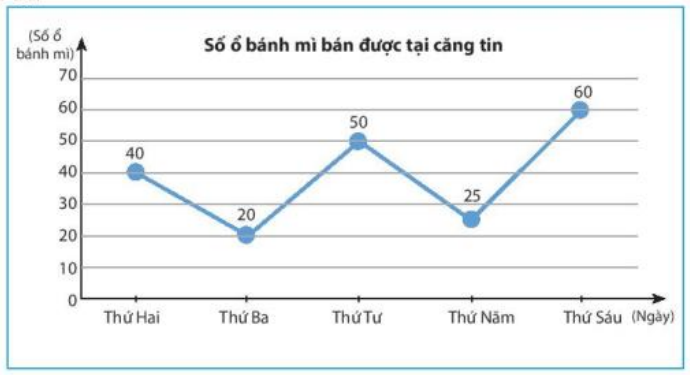 (Số ổ
bánh mì)
Số ổ bánh mì bán được tại căng tin
70
60
50
40
30
20
10
0
40
20
50
25
60
Thứ Hai
Thứ Ba
Thứ Tư
Thứ Năm
Thứ Sáu
(Ngày)